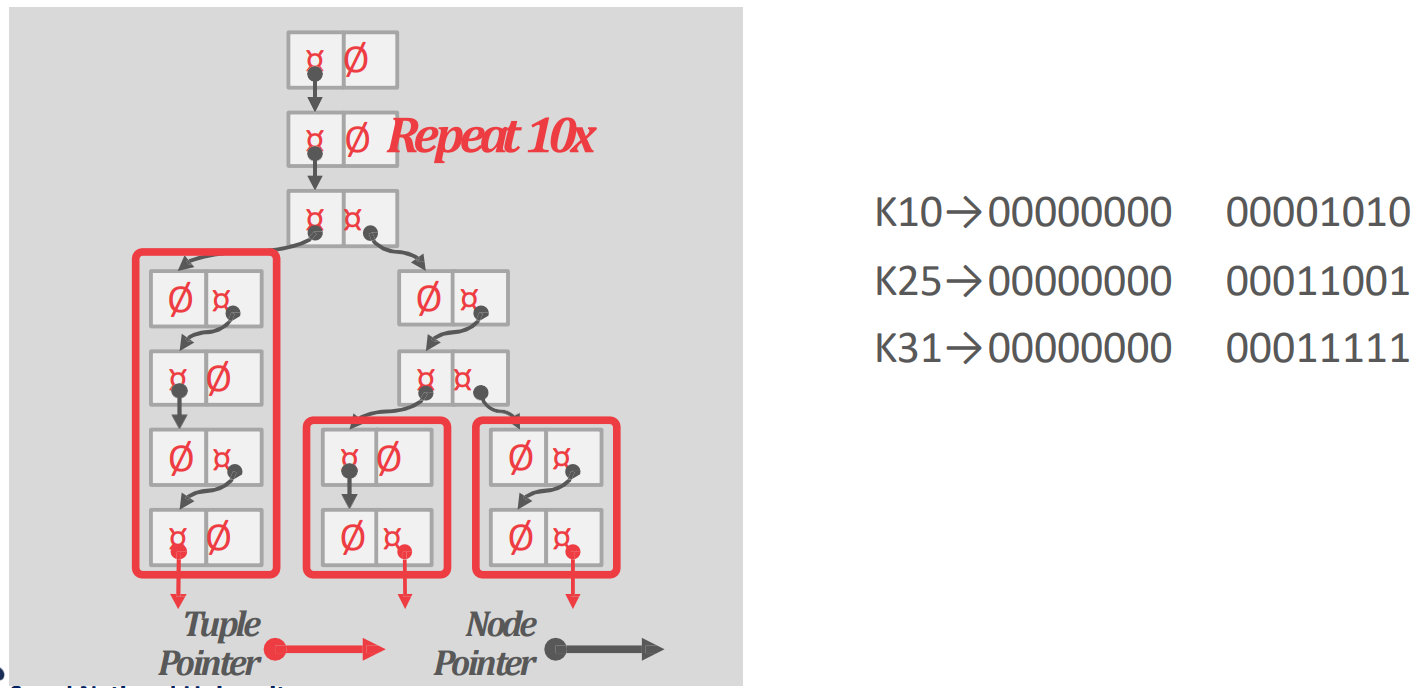 ¤ Ø
¤ Ø Repeat 10x
¤ ¤
Ø ¤ Ø ¤
¤ Ø ¤ ¤
Ø ¤ ¤ Ø Ø ¤
¤ Ø Ø ¤ Ø ¤
Tuple
Pointer
Node
Pointer
K10→00000000 00001010
K25→00000000 00011001
K31→00000000 00011111